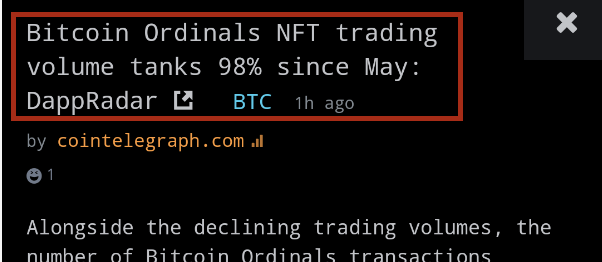 Bitcoin Ordinals NFT trading
volume tanks 98% since May:
DappRadar BTC 1h ago
by cointelegraph.com
1
Alongside the declining trading volumes, the
number of Bitcoin Ordinals transactions